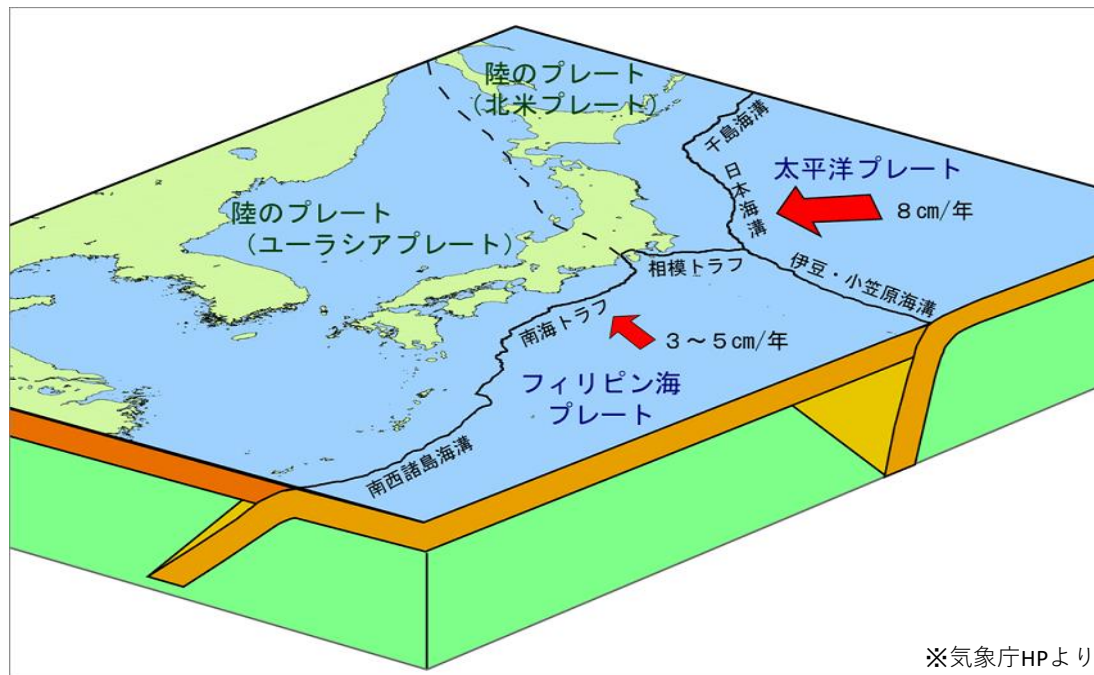 陸のプレート
(北米プレート)
千島海溝
太平洋プレート
日本海溝
8cm/年
陸のプレート
(ユーラシアプレート)
相模トラフ
伊豆・小笠原海溝
南海トラフ
3～5cm/年
フィリピン海
プレート
南西諸島海溝
※気象庁HPより